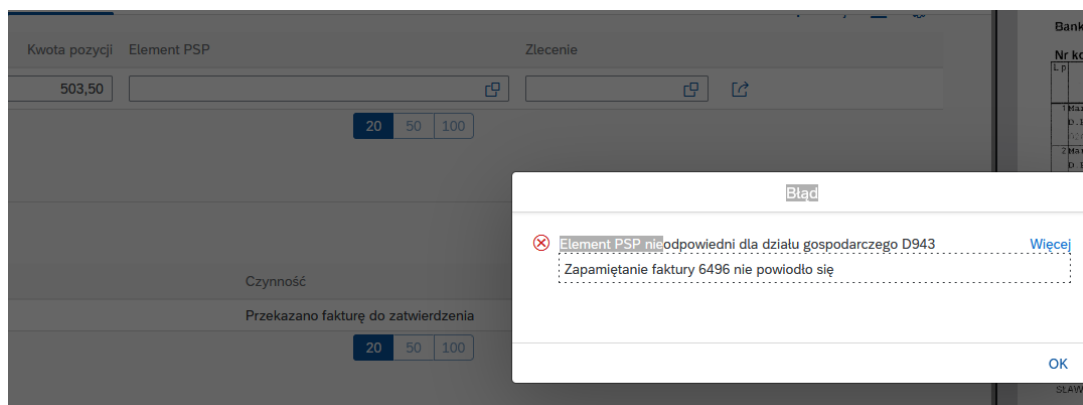 Bank
Kwota pozycji Element PSP Zlecenie
Nr
503,50
20 50 100
Błąd
Element PSP nieodpowiedni dla działu gospodarczego D943 Więcej
Zapamiętanie faktury 6496 nie powiodło się
Czynność
Przekazano fakturę do zatwierdzenia
20 50 100
OK